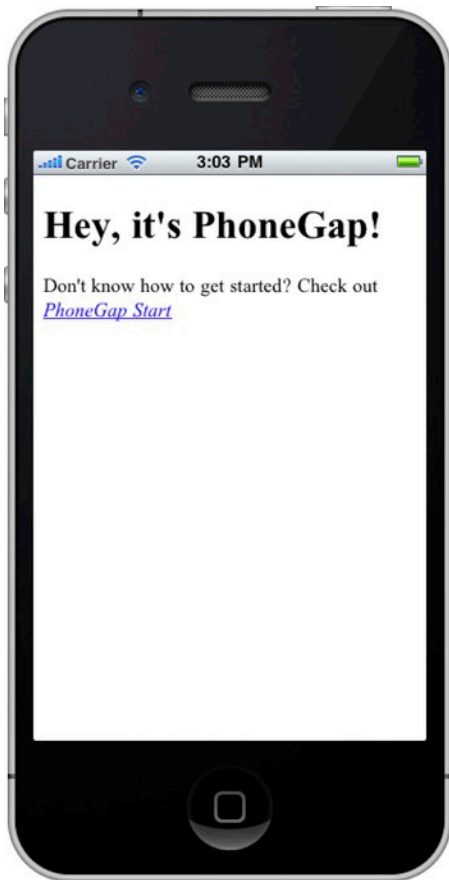 Carrier 3:03 PM
Hey, it's PhoneGap!
Don't know how to get started? Check out
PhoneGap Start